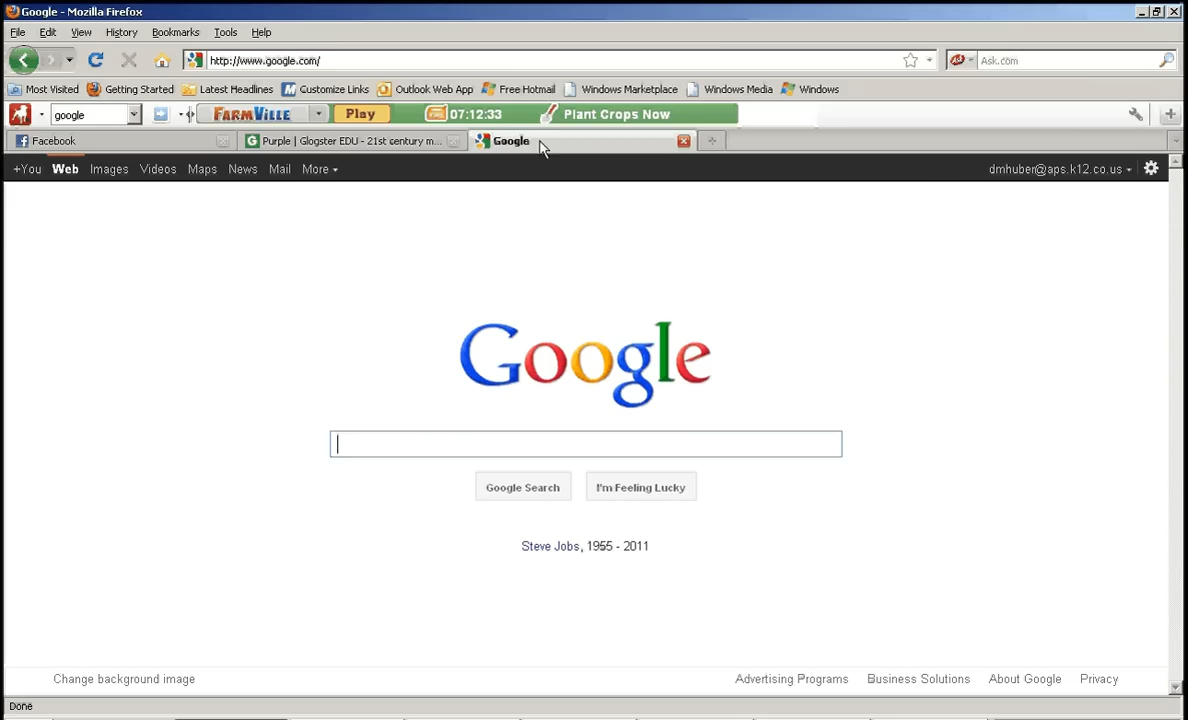 Google - Mozilla Firefox
File Edit View History Bookmarks Tools Help
http://www.google.com/ Ask.com
Most Visited Getting Started Latest Headlines Customize Links Outlook Web App Free Hotmail Windows Marketplace Windows Media Windows
google FARMVILLE Play 07:12:33 Plant Crops Now
Facebook Purple | Glogster EDU - 21st century m... Google
+You Web Images Videos Maps News Mail More dmhuber@aps.k12.co.us
Google
Google Search I'm Feeling Lucky
Steve Jobs, 1955 - 2011
Change background image Advertising Programs Business Solutions About Google Privacy
Done